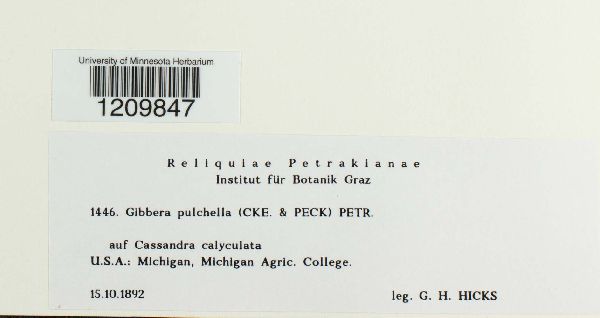 University of Minnesota Herbarium
1209847
Reliquiae Petrakianae
Institut für Botanik Graz
1446. Gibbera pulchella (CKE. & PECK) PETR.
auf Cassandra calyculata
U.S.A.: Michigan, Michigan Agric. College.
15.10.1892 leg. G. H. HICKS